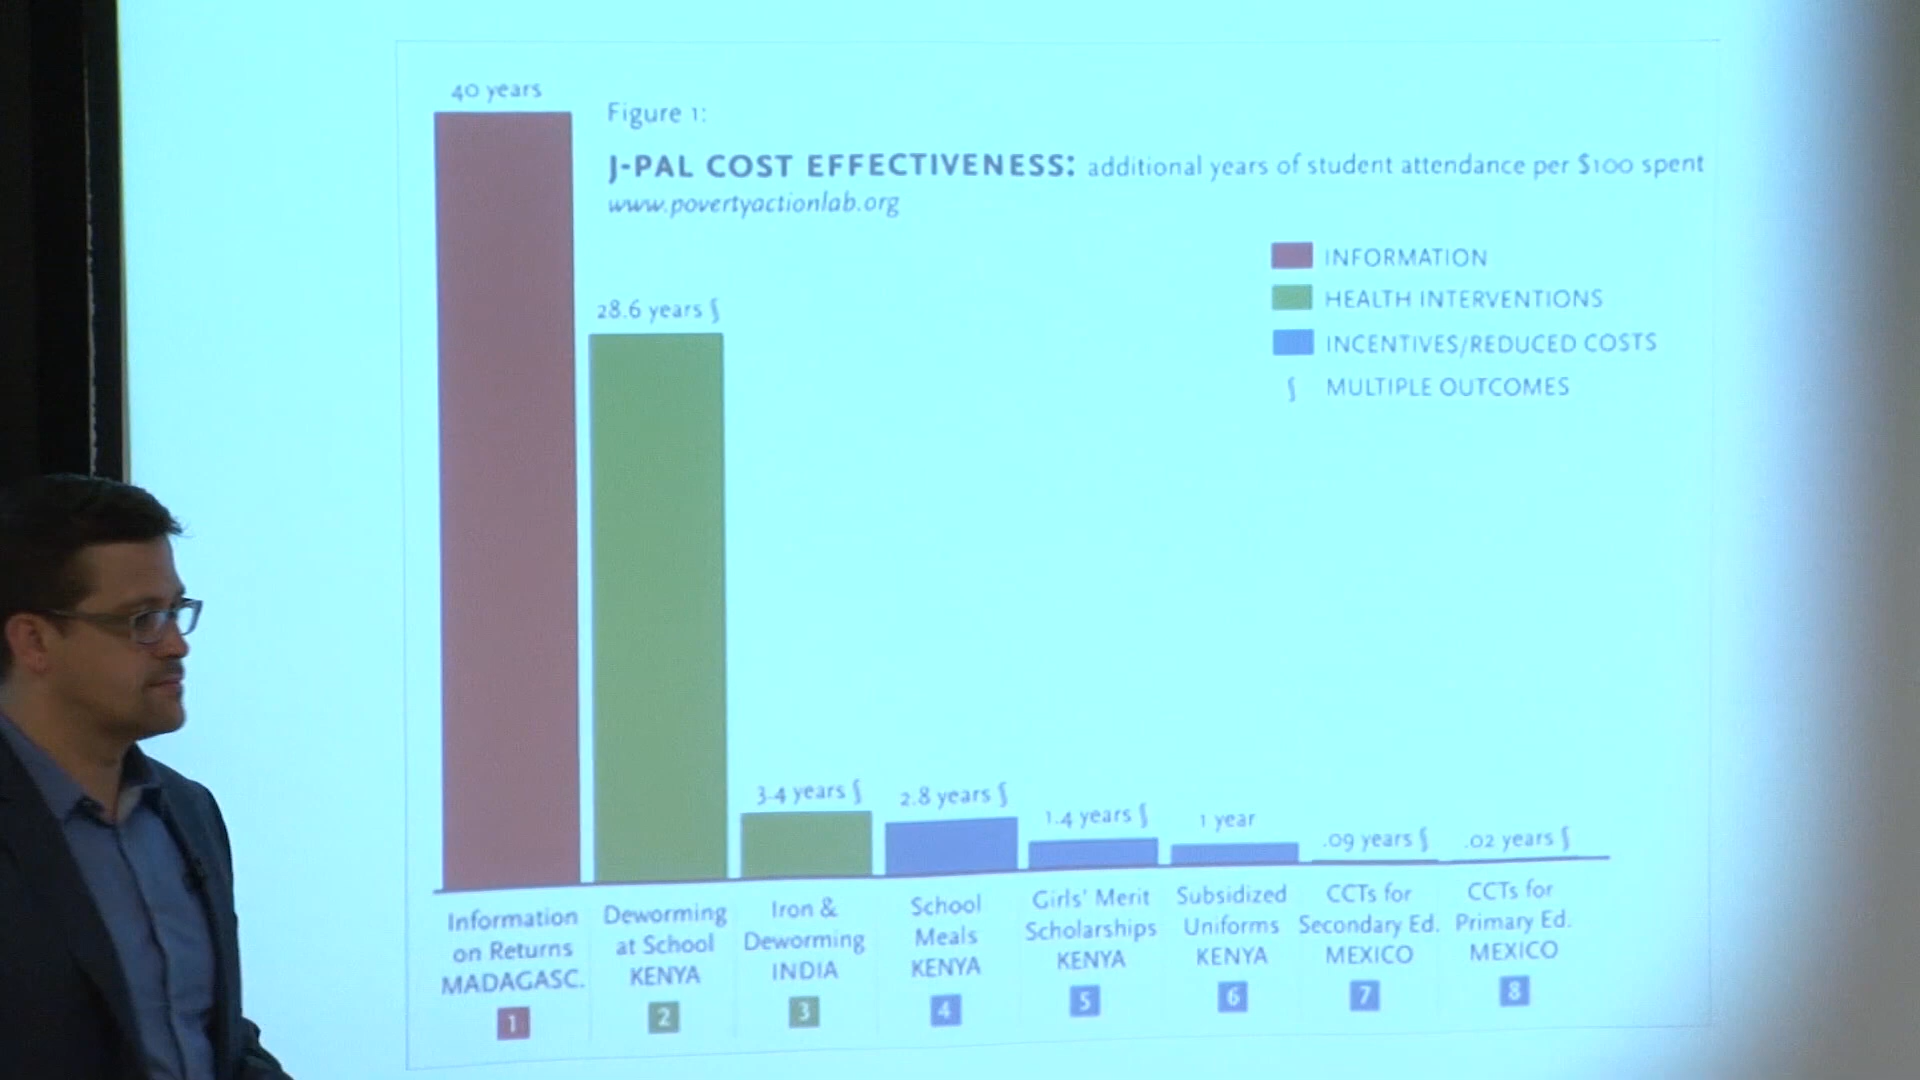 40 years
Figure 1:
J-PAL COST EFFECTIVENESS: additional years of student attendance per $100 spent
www.povertyactionlab.org
INFORMATION
HEALTH INTERVENTIONS
INCENTIVES/REDUCED COSTS
§ MULTIPLE OUTCOMES
28.6 years §
3.4 years §
2.8 years §
1.4 years §
1 year
.09 years §
.02 years §
Information
on Returns
MADAGASC.
1
Deworming
at School
KENYA
2
Iron &
Deworming
INDIA
3
School
Meals
KENYA
4
Girls' Merit
Scholarships
KENYA
5
Subsidized
Uniforms
KENYA
6
CCTs for
Secondary Ed.
MEXICO
7
CCTs for
Primary Ed.
MEXICO
8